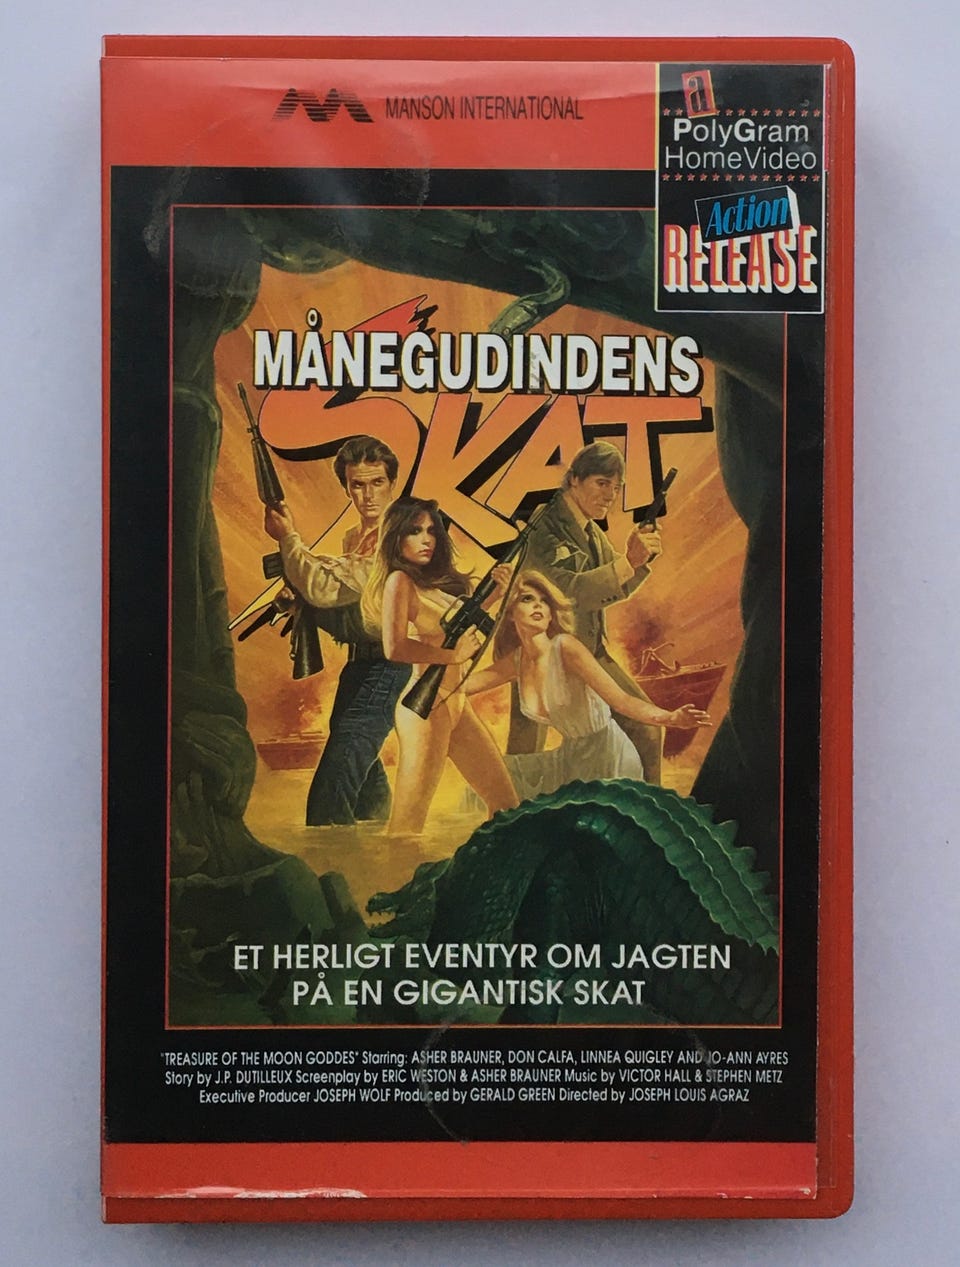 MANSON INTERNATIONAL
a
PolyGram
HomeVideo
Action
RELEASE
MÅNEGUDINDENS
SKAT
ET HERLIGT EVENTYR OM JAGTEN
PÅ EN GIGANTISK SKAT
"TREASURE OF THE MOON GODDES" Starring: ASHER BRAUNER, DON CALFA, LINNEA QUIGLEY AND JO-ANN AYRES
Story by J.P. DUTILLEUX Screenplay by ERIC WESTON & ASHER BRAUNER Music by VICTOR HALL & STEPHEN METZ
Executive Producer JOSEPH WOLF Produced by GERALD GREEN Directed by JOSEPH LOUIS AGRAZ